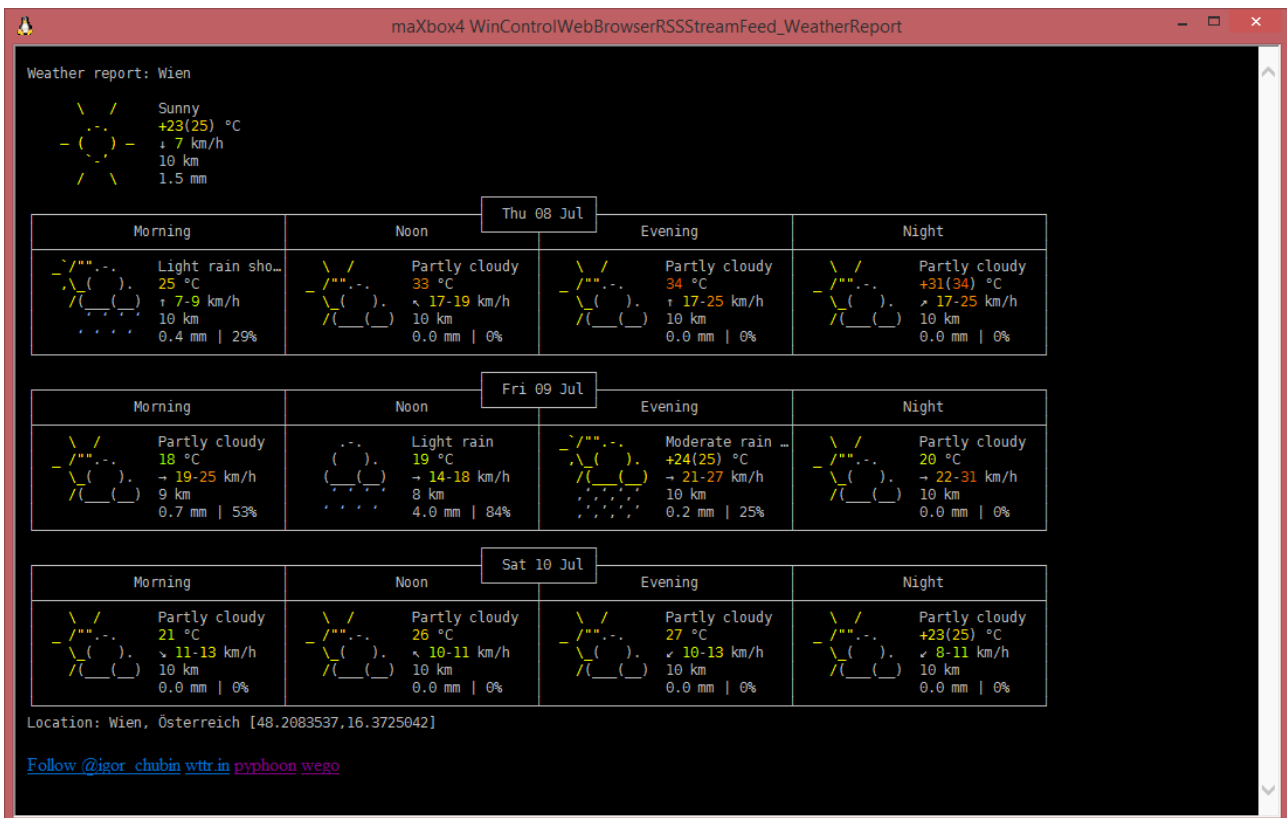 maXbox4 WinControlWebBrowserRSSStreamFeed_WeatherReport
Weather report: Wien
Sunny
+23(25) °C
↓ 7 km/h
10 km
1.5 mm
Thu 08 Jul
Morning Noon Evening Night
Light rain sho… Partly cloudy Partly cloudy Partly cloudy
25 °C 33 °C 34 °C +31(34) °C
↑ 7-9 km/h ↖ 17-19 km/h ↑ 17-25 km/h ↗ 17-25 km/h
10 km 10 km 10 km 10 km
0.4 mm | 29% 0.0 mm | 0% 0.0 mm | 0% 0.0 mm | 0%
Fri 09 Jul
Morning Noon Evening Night
Partly cloudy Light rain Moderate rain … Partly cloudy
18 °C 19 °C +24(25) °C 20 °C
→ 19-25 km/h → 14-18 km/h → 21-27 km/h → 22-31 km/h
9 km 8 km 10 km 10 km
0.7 mm | 53% 4.0 mm | 84% 0.2 mm | 25% 0.0 mm | 0%
Sat 10 Jul
Morning Noon Evening Night
Partly cloudy Partly cloudy Partly cloudy Partly cloudy
21 °C 26 °C 27 °C +23(25) °C
↘ 11-13 km/h ↖ 10-11 km/h ↙ 10-13 km/h ↙ 8-11 km/h
10 km 10 km 10 km 10 km
0.0 mm | 0% 0.0 mm | 0% 0.0 mm | 0% 0.0 mm | 0%
Location: Wien, Österreich [48.2083537,16.3725042]
Follow @igor_chubin wttr.in pyphoon wego